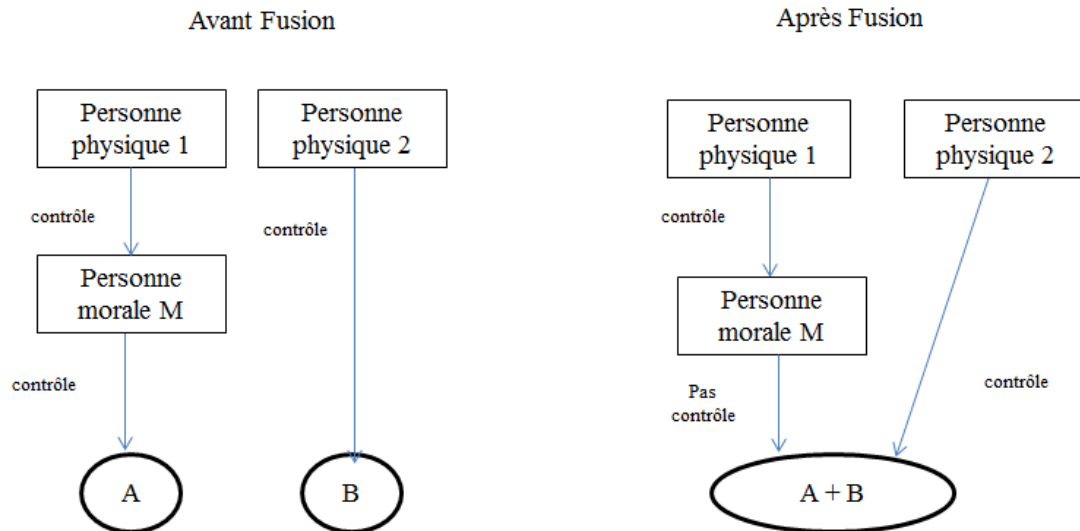 Avant Fusion
Personne
physique 1
Personne
physique 2
contrôle
contrôle
Personne
morale M
contrôle
A
B
Après Fusion
Personne
physique 1
Personne
physique 2
contrôle
Personne
morale M
Pas
contrôle
contrôle
A + B